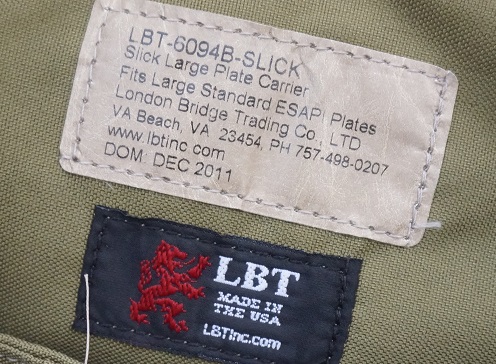 LBT-6094B-SLICK
Slick Large Plate Carrier
Fits Large Standard ESAPI Plates
London Bridge Trading Co., LTD
VA Beach, VA 23454 PH 757-498-0207
www.lbtinc.com
DOM: DEC 2011
LBT
MADE IN
THE USA
LBTinc.com